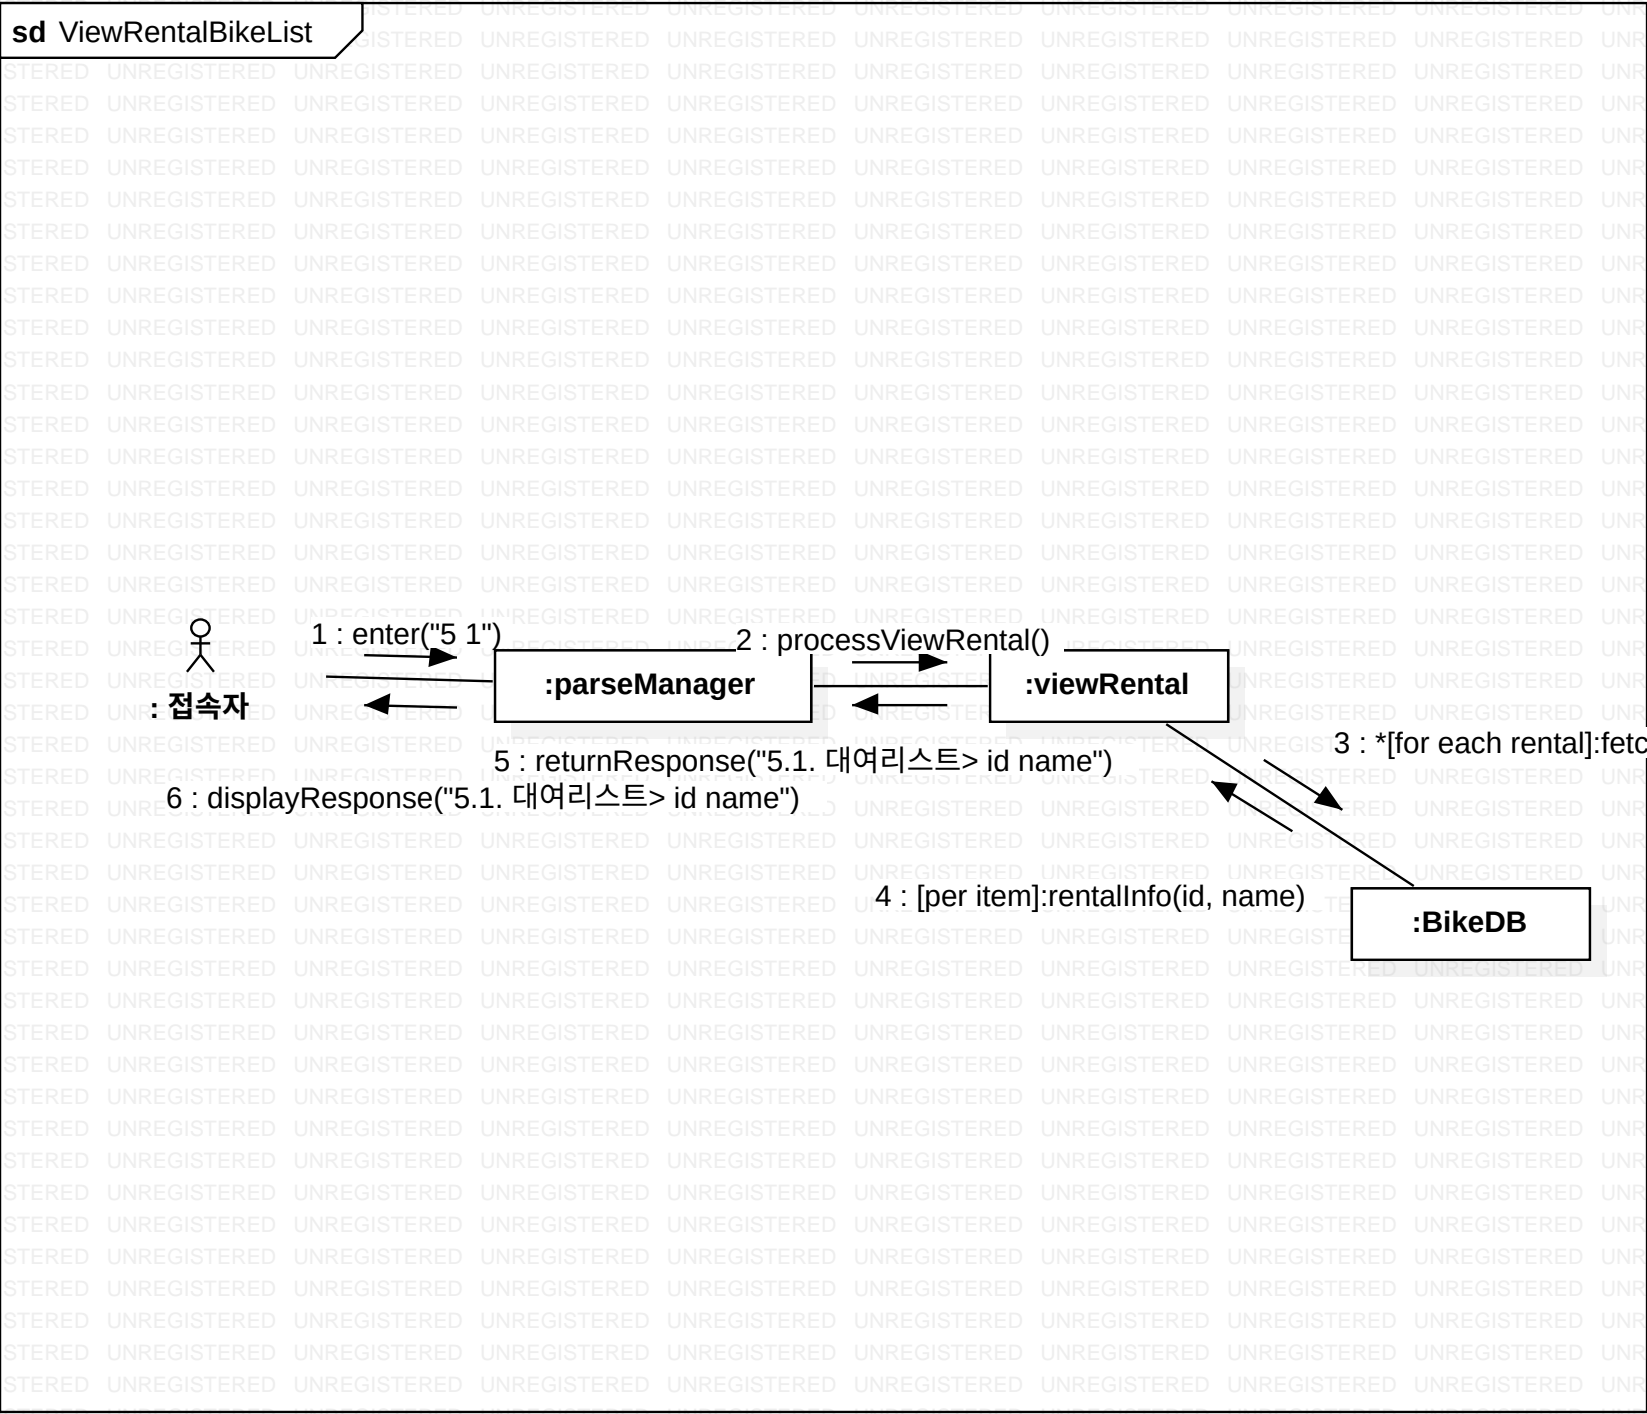 sd ViewRentalBikeList
1 : enter("5 1")
2 : processViewRental()
: 접속자
:parseManager
:viewRental
3 : *[for each rental]:fetc
5 : returnResponse("5.1. 대여리스트> id name")
6 : displayResponse("5.1. 대여리스트> id name")
4 : [per item]:rentalInfo(id, name)
:BikeDB
UNREGISTERED